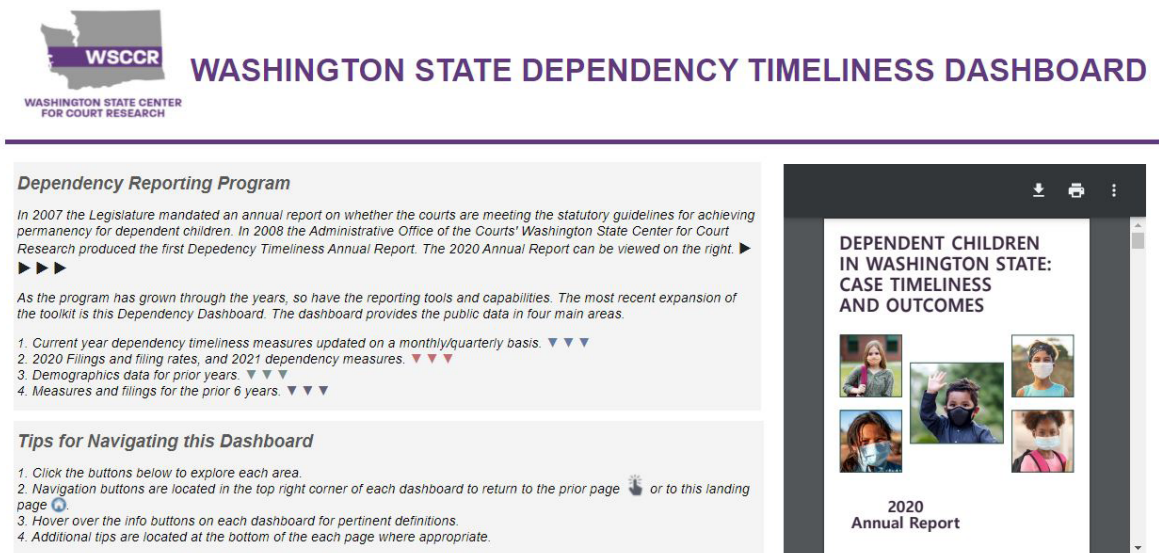 WSCCR
WASHINGTON STATE CENTER
FOR COURT RESEARCH
WASHINGTON STATE DEPENDENCY TIMELINESS DASHBOARD
Dependency Reporting Program
In 2007 the Legislature mandated an annual report on whether the courts are meeting the statutory guidelines for achieving
permanency for dependent children. In 2008 the Administrative Office of the Courts' Washington State Center for Court
Research produced the first Depedency Timeliness Annual Report. The 2020 Annual Report can be viewed on the right. ▶
▶ ▶ ▶
As the program has grown through the years, so have the reporting tools and capabilities. The most recent expansion of
the toolkit is this Dependency Dashboard. The dashboard provides the public data in four main areas.
1. Current year dependency timeliness measures updated on a monthly/quarterly basis. ▼ ▼ ▼
2. 2020 Filings and filing rates, and 2021 dependency measures. ▼ ▼ ▼
3. Demographics data for prior years. ▼ ▼ ▼
4. Measures and filings for the prior 6 years. ▼ ▼ ▼
Tips for Navigating this Dashboard
1. Click the buttons below to explore each area.
2. Navigation buttons are located in the top right corner of each dashboard to return to the prior page or to this landing
page .
3. Hover over the info buttons on each dashboard for pertinent definitions.
4. Additional tips are located at the bottom of the each page where appropriate.
DEPENDENT CHILDREN
IN WASHINGTON STATE:
CASE TIMELINESS
AND OUTCOMES
2020
Annual Report